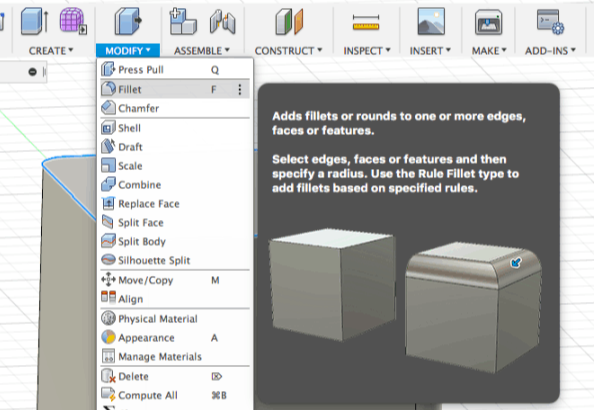 CREATE ▾ MODIFY ▾ ASSEMBLE ▾ CONSTRUCT ▾ INSPECT ▾ INSERT ▾ MAKE ▾ ADD-INS ▾
Press Pull Q
Fillet F
Chamfer
Shell
Draft
Scale
Combine
Replace Face
Split Face
Split Body
Silhouette Split
Move/Copy M
Align
Physical Material
Appearance A
Manage Materials
Delete ⌦
Compute All ⌘B
Adds fillets or rounds to one or more edges,
faces or features.
Select edges, faces or features and then
specify a radius. Use the Rule Fillet type to
add fillets based on specified rules.